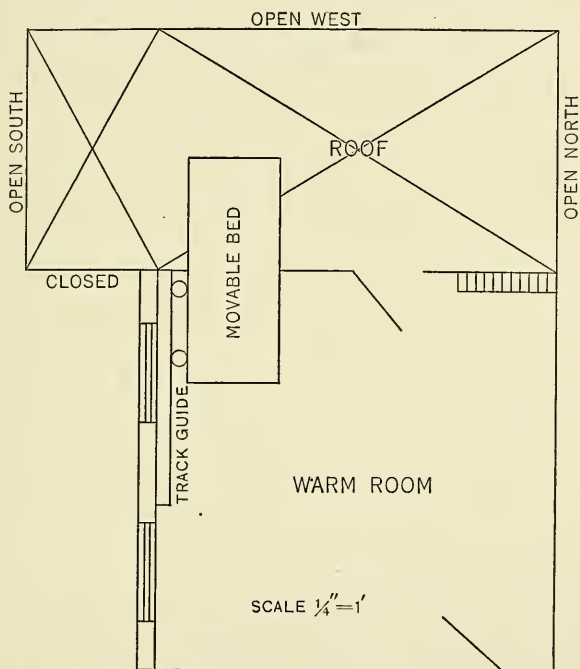 OPEN WEST
OPEN SOUTH
OPEN NORTH
ROOF
MOVABLE BED
CLOSED
TRACK GUIDE
WARM ROOM
SCALE ¼"=1'